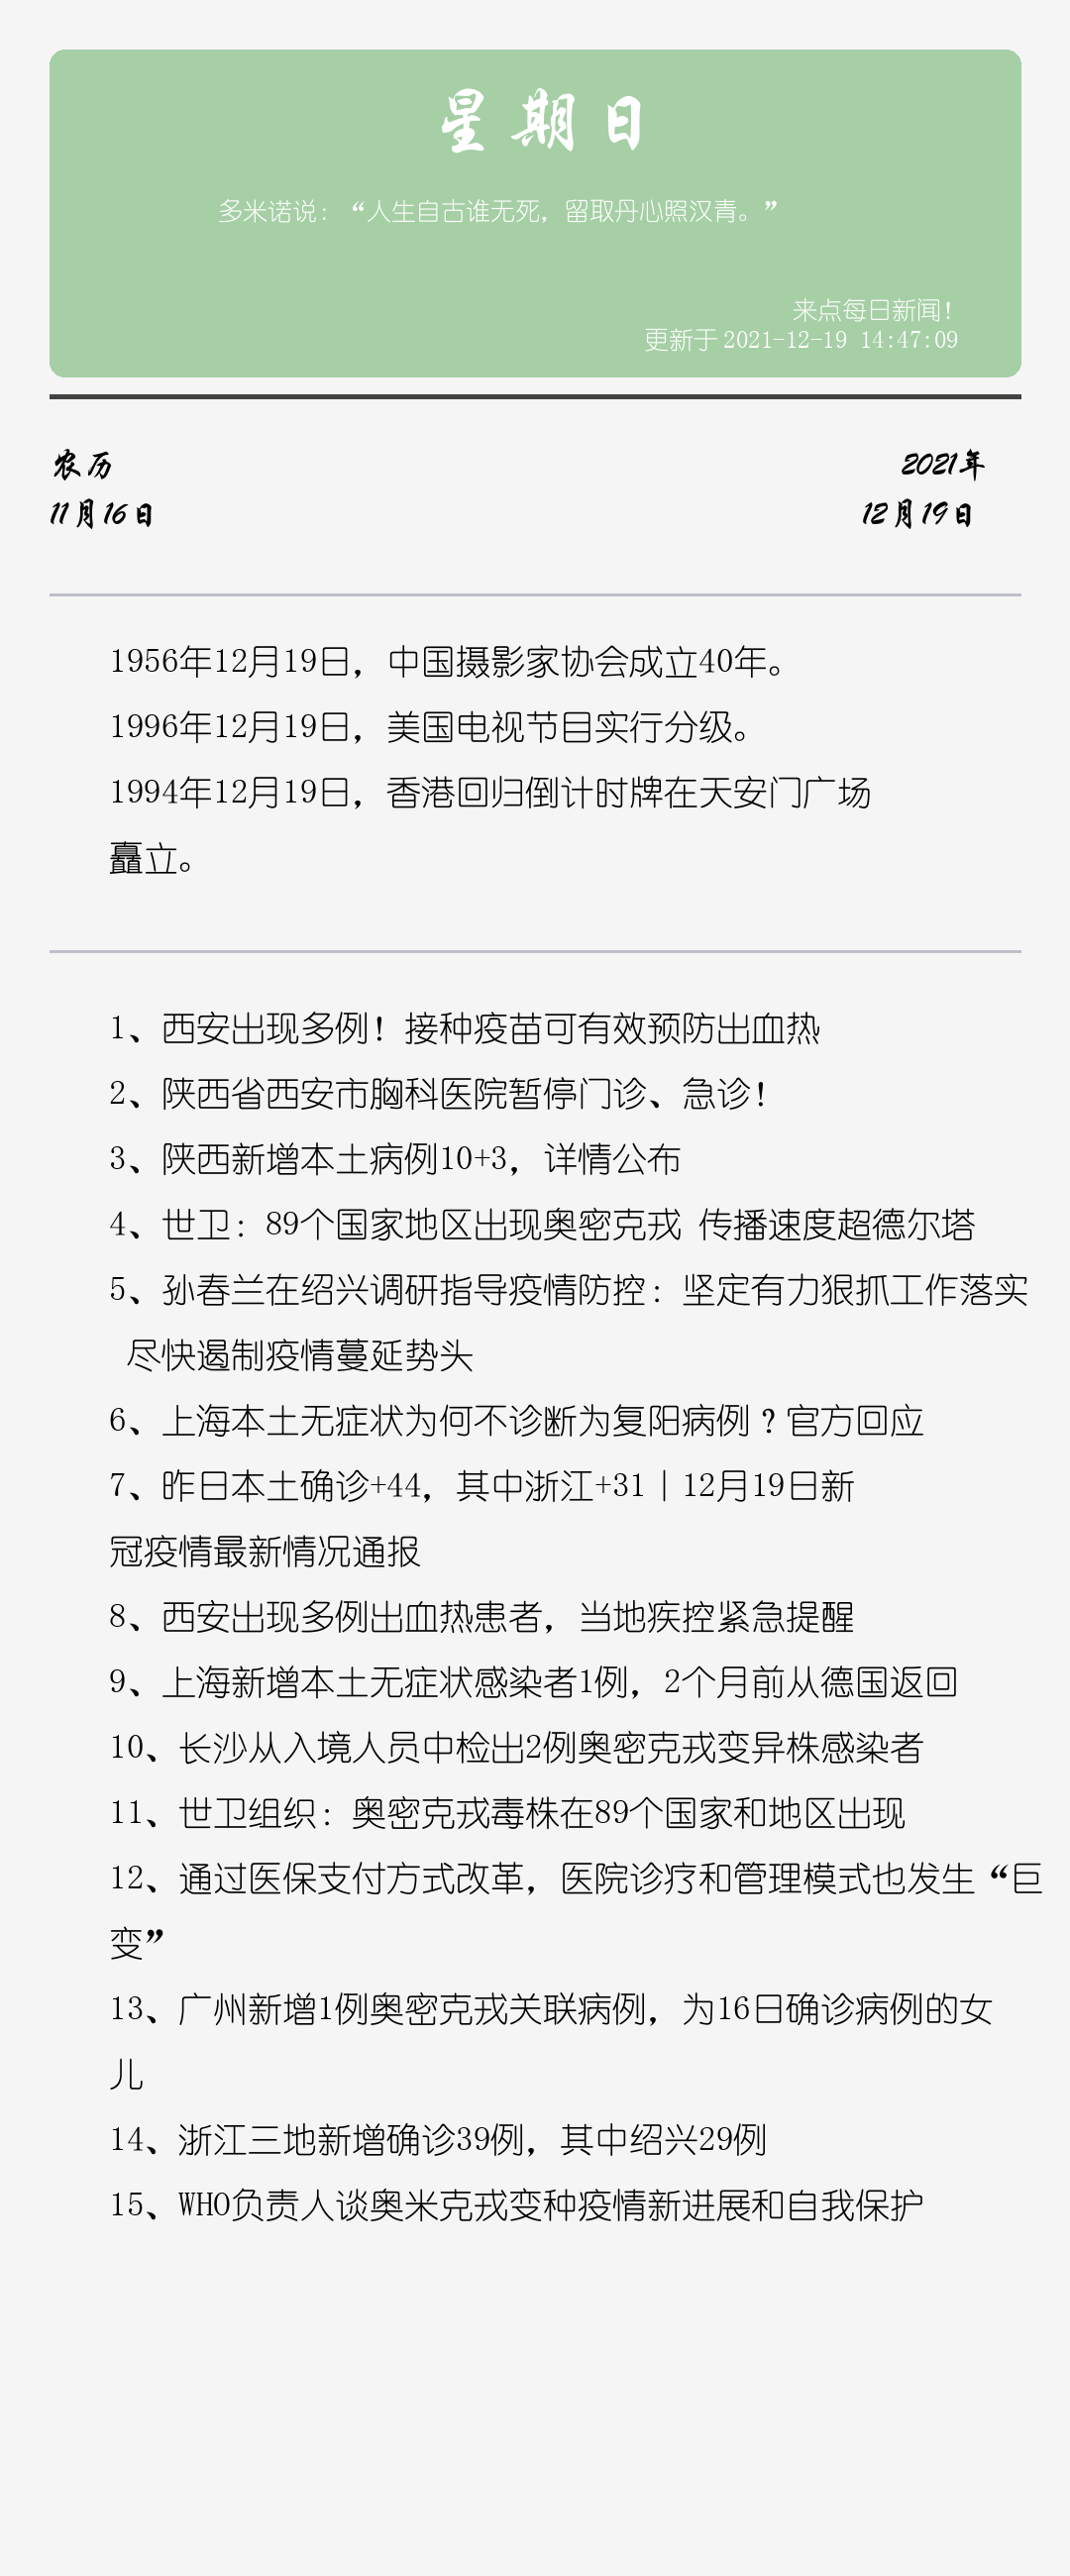 星期日
多米诺说：“人生自古谁无死，留取丹心照汉青。”
来点每日新闻！
更新于2021-12-19 14:47:09
农历
2021年
11月16日
12月19日
1956年12月19日，中国摄影家协会成立40年。
1996年12月19日，美国电视节目实行分级。
1994年12月19日，香港回归倒计时牌在天安门广场
矗立。
1、西安出现多例！接种疫苗可有效预防出血热
2、陕西省西安市胸科医院暂停门诊、急诊！
3、陕西新增本土病例10+3，详情公布
4、世卫：89个国家地区出现奥密克戎 传播速度超德尔塔
5、孙春兰在绍兴调研指导疫情防控：坚定有力狠抓工作落实
尽快遏制疫情蔓延势头
6、上海本土无症状为何不诊断为复阳病例？官方回应
7、昨日本土确诊+44，其中浙江+31丨12月19日新
冠疫情最新情况通报
8、西安出现多例出血热患者，当地疾控紧急提醒
9、上海新增本土无症状感染者1例，2个月前从德国返回
10、长沙从入境人员中检出2例奥密克戎变异株感染者
11、世卫组织：奥密克戎毒株在89个国家和地区出现
12、通过医保支付方式改革，医院诊疗和管理模式也发生“巨
变”
13、广州新增1例奥密克戎关联病例，为16日确诊病例的女
儿
14、浙江三地新增确诊39例，其中绍兴29例
15、WHO负责人谈奥米克戎变种疫情新进展和自我保护